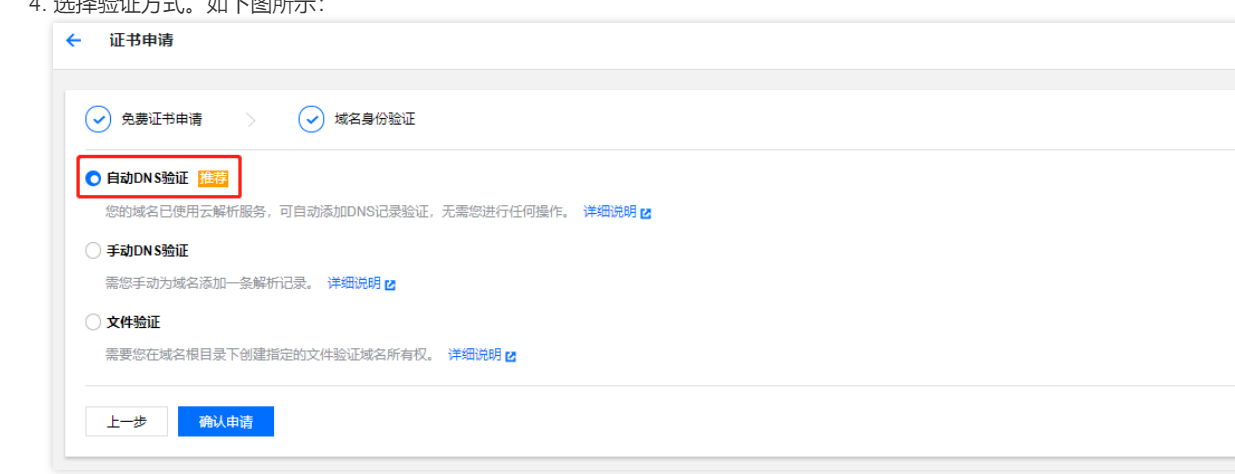 4. 选择验证方式。如下图所示：
证书申请
免费证书申请
域名身份验证
自动DNS验证 推荐
您的域名已使用云解析服务，可自动添加DNS记录验证，无需您进行任何操作。 详细说明
手动DNS验证
需您手动为域名添加一条解析记录。 详细说明
文件验证
需要您在域名根目录下创建指定的文件验证域名所有权。 详细说明
上一步
确认申请